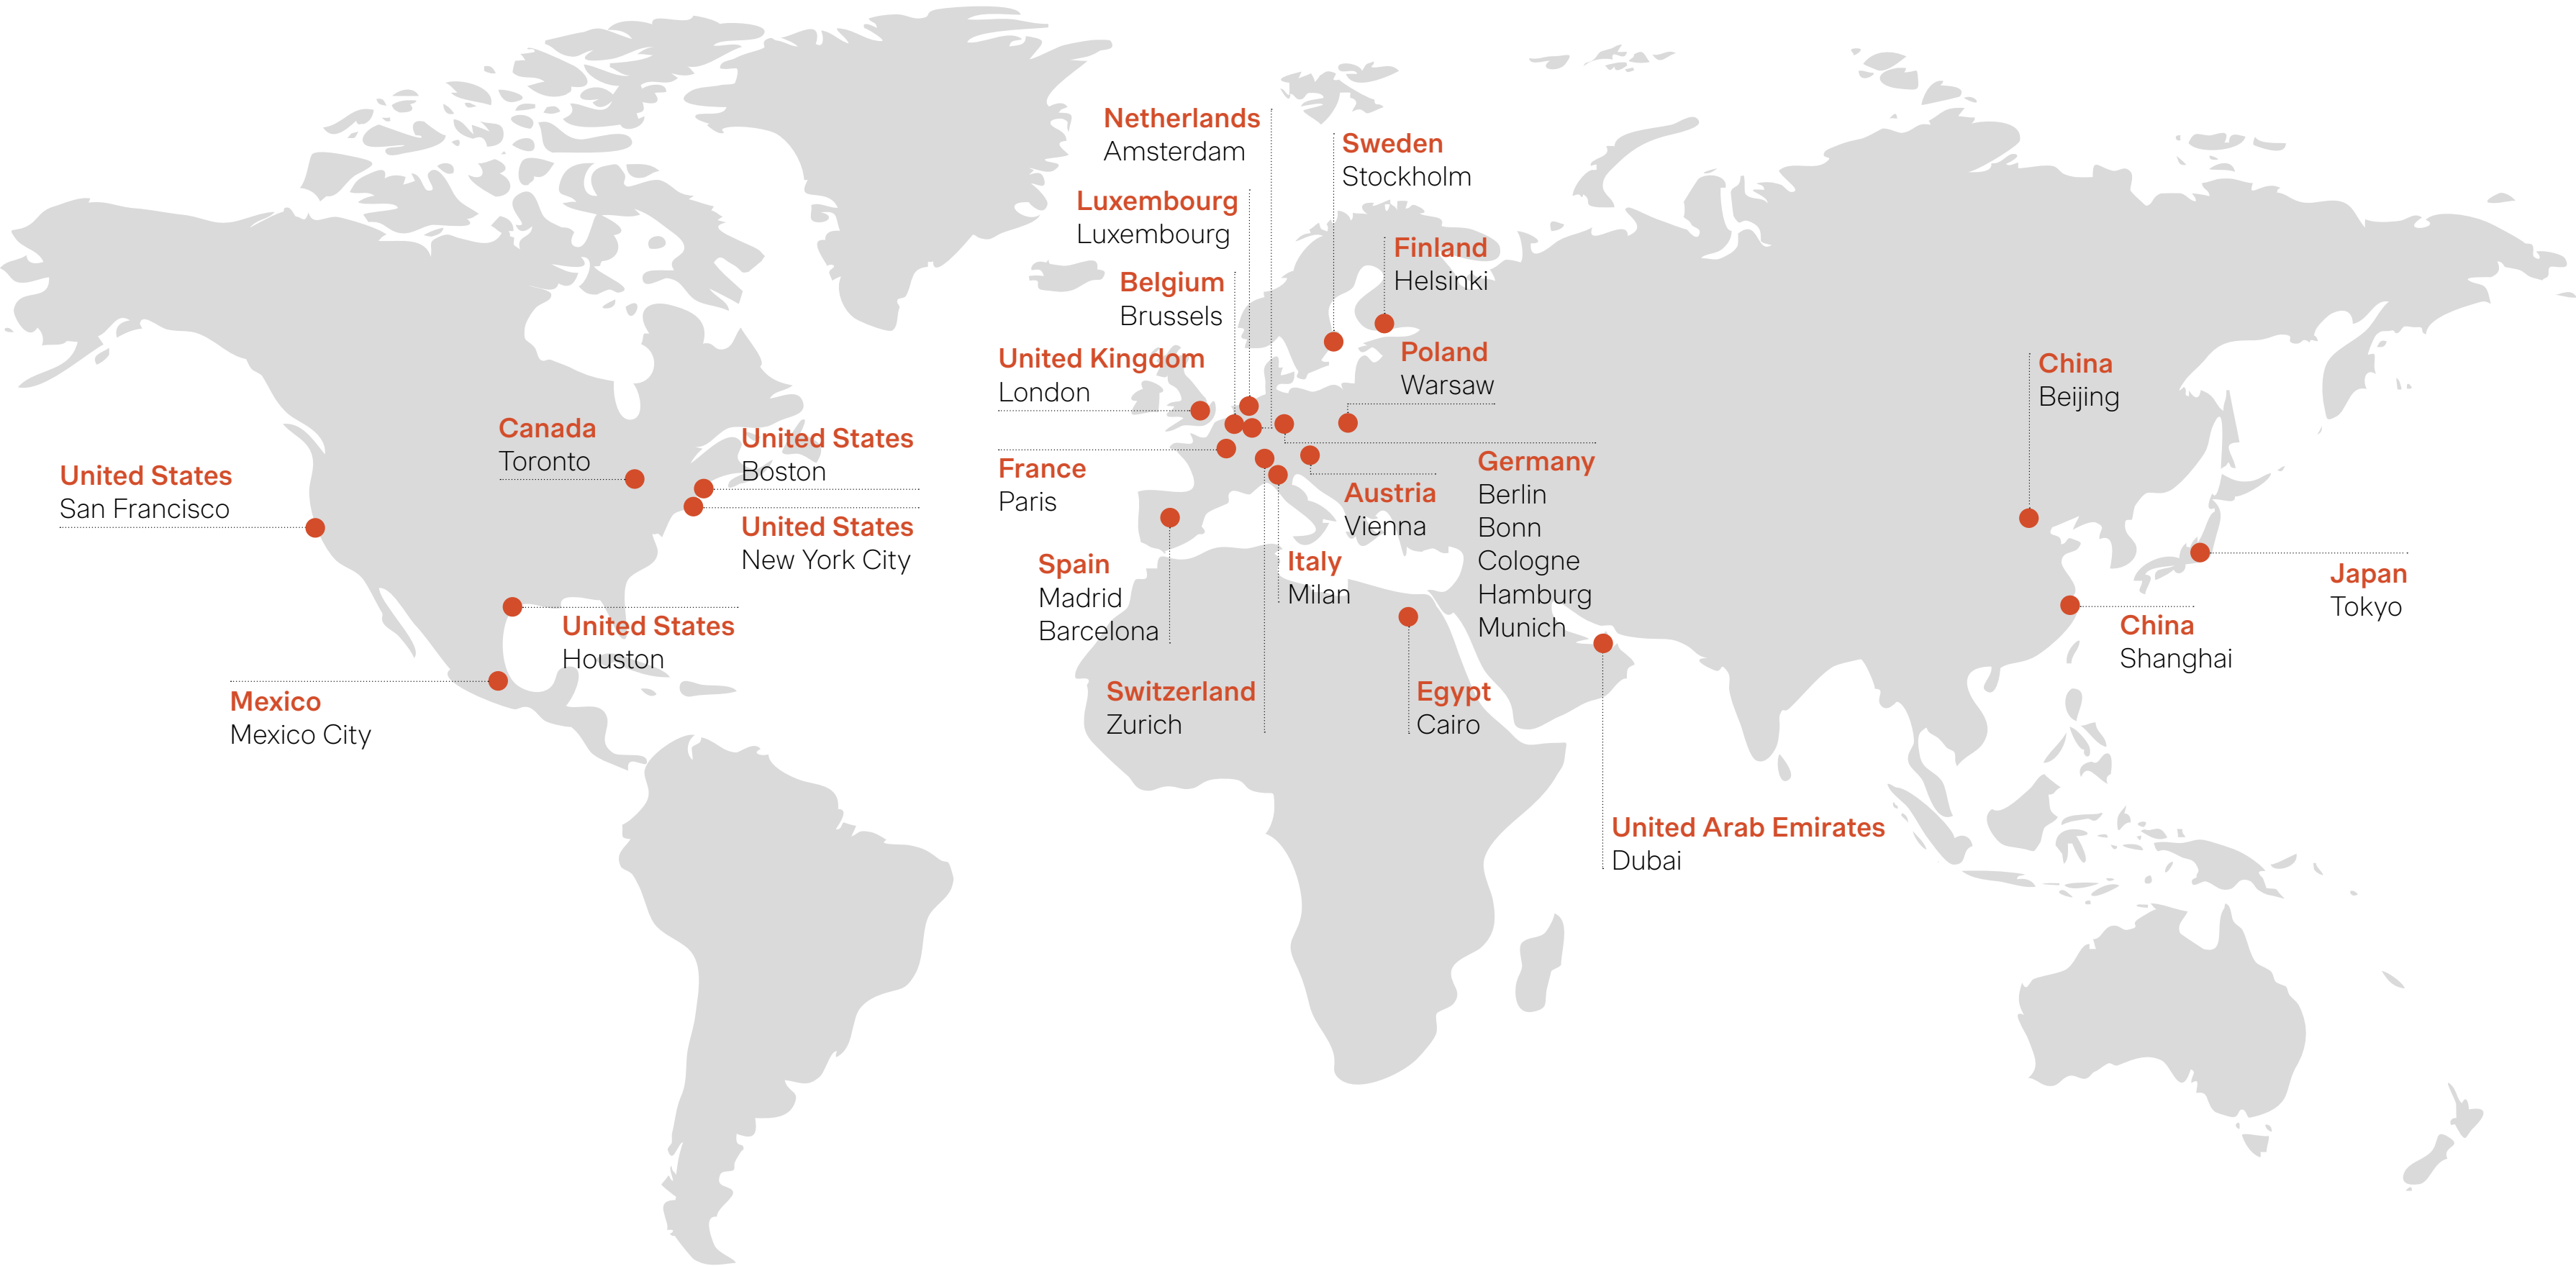 Netherlands
Amsterdam
Sweden
Stockholm
Luxembourg
Luxembourg
Finland
Helsinki
Belgium
Brussels
United Kingdom
London
Poland
Warsaw
China
Beijing
Canada
Toronto
United States
Boston
United States
San Francisco
France
Paris
Germany
Berlin
Bonn
Cologne
Hamburg
Munich
Austria
Vienna
United States
New York City
Spain
Madrid
Barcelona
Italy
Milan
Japan
Tokyo
United States
Houston
China
Shanghai
Mexico
Mexico City
Switzerland
Zurich
Egypt
Cairo
United Arab Emirates
Dubai